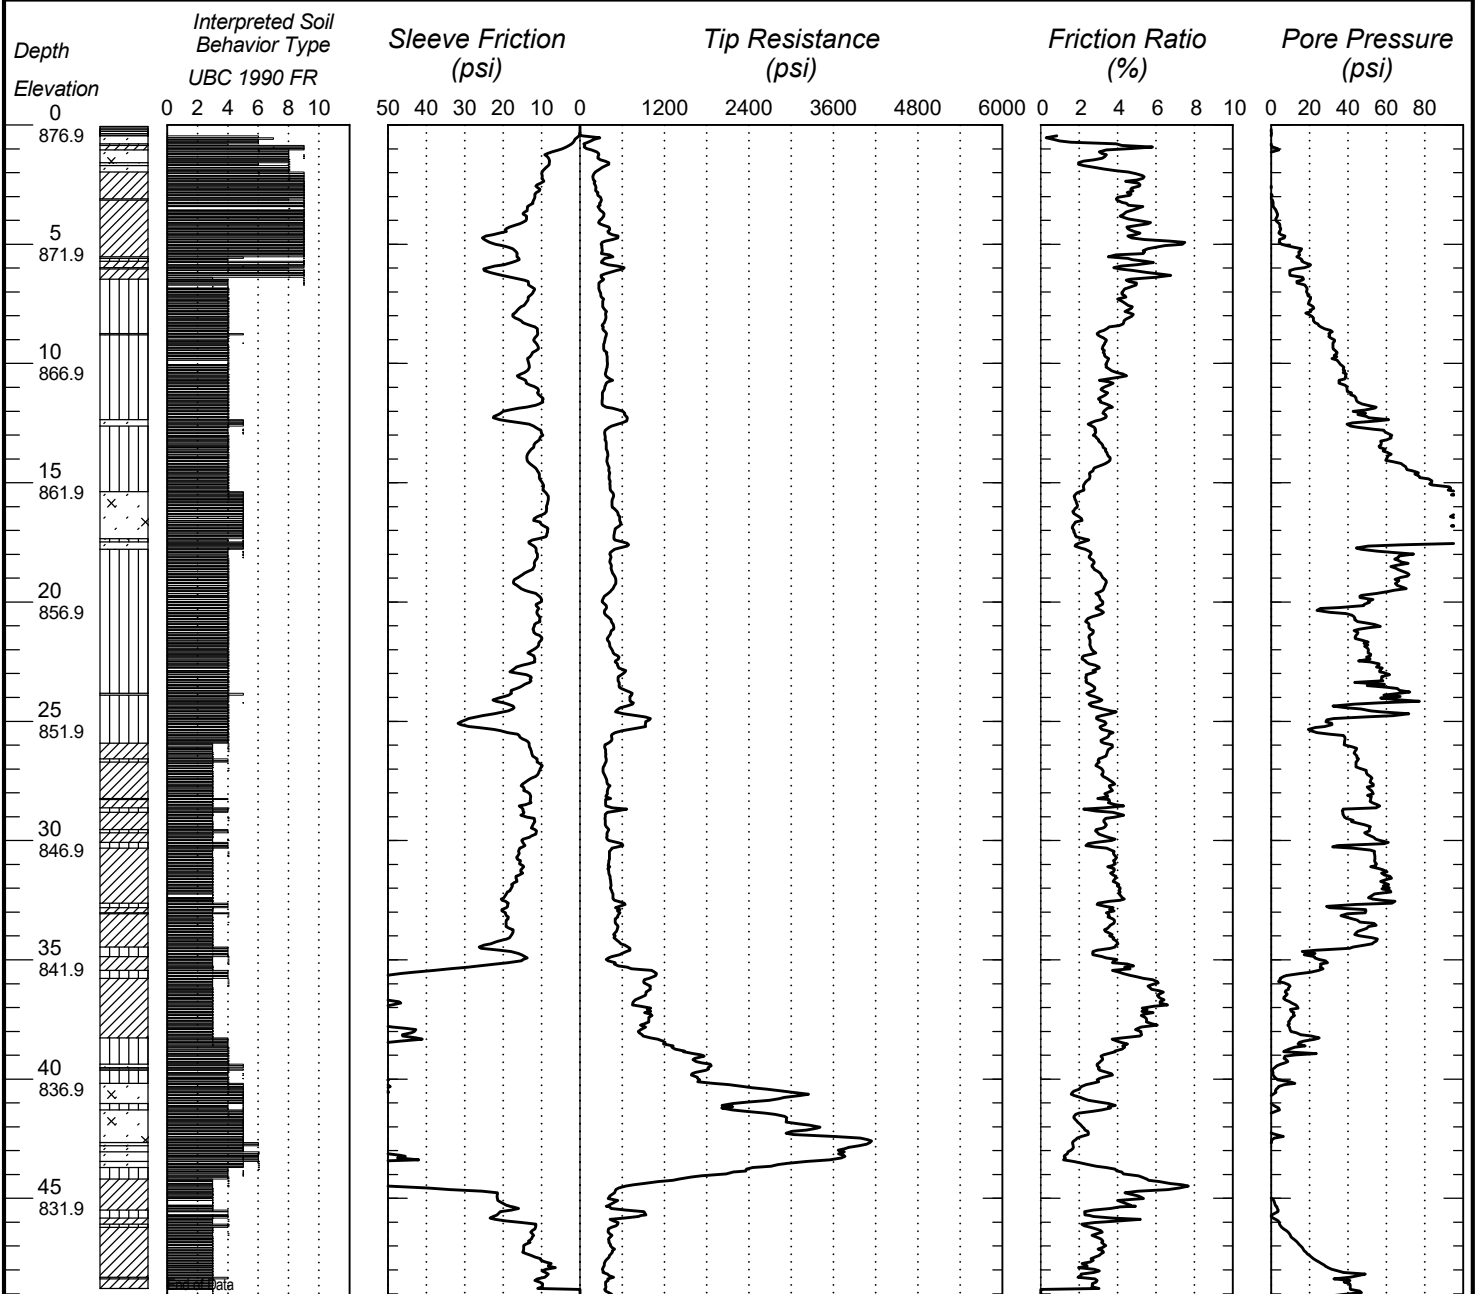 Depth
Elevation
Interpreted Soil
Behavior Type
UBC 1990 FR
Sleeve Friction
(psi)
Tip Resistance
(psi)
Friction Ratio
(%)
Pore Pressure
(psi)
0 2 4 6 8 10
50 40 30 20 10 0
1200 2400 3600 4800 6000
0 2 4 6 8 10
0 20 40 60 80
0
876.9
5
871.9
10
866.9
15
861.9
20
856.9
25
851.9
30
846.9
35
841.9
40
836.9
45
831.9
End of Data